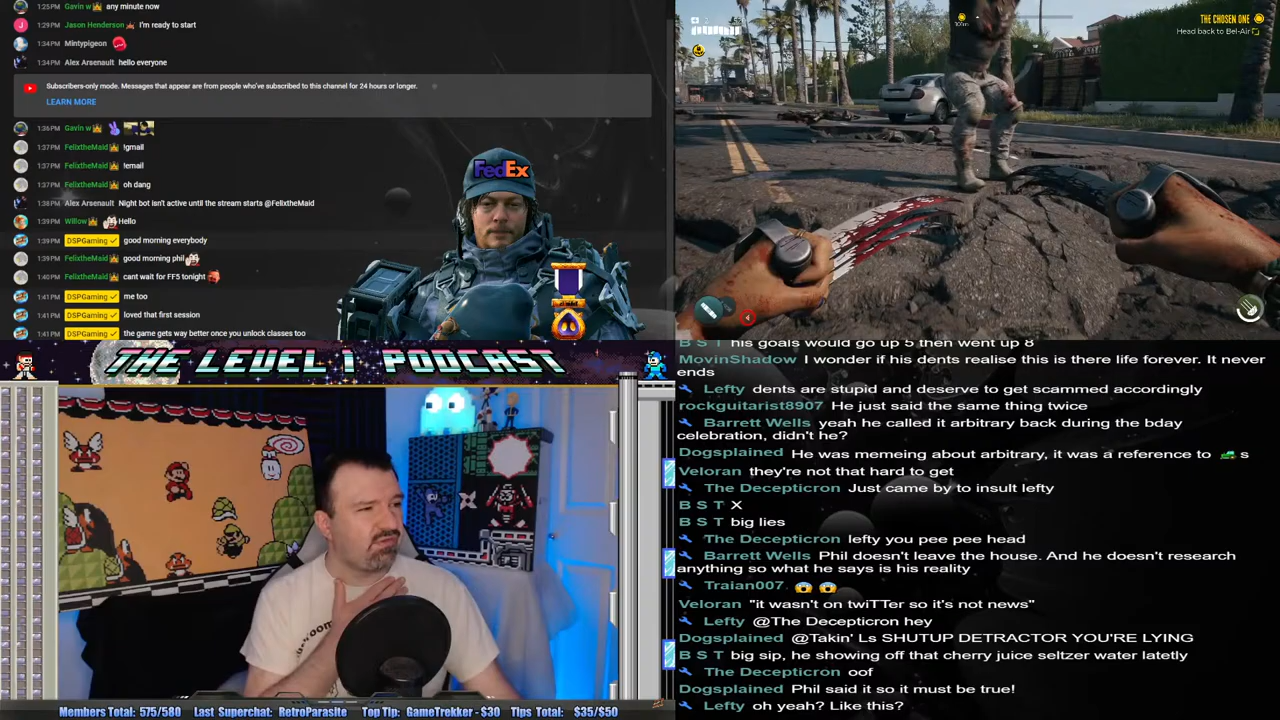 1:25PM Gavin w any minute now
1:29PM Jason Henderson I'm ready to start
1:34PM Mintypigeon
1:34PM Alex Arsenault hello everyone
Subscribers-only mode. Messages that appear are from people who've subscribed to this channel for 24 hours or longer.
LEARN MORE
1:36PM Gavin w
1:37PM FelixtheMaid !gmail
1:37PM FelixtheMaid !email
1:37PM FelixtheMaid oh dang
1:38PM Alex Arsenault Night bot isn't active until the stream starts @FelixtheMaid
1:39PM Willow Hello
1:39PM DSPGaming good morning everybody
1:39PM FelixtheMaid good morning phil
1:40PM FelixtheMaid cant wait for FF5 tonight
1:41PM DSPGaming me too
1:41PM DSPGaming loved that first session
1:41PM DSPGaming the game gets way better once you unlock classes too
FedEx
THE CHOSEN ONE
Head back to Bel-Air
THE LEVEL 1 PODCAST
B S T his goals would go up 5 then went up 8
MovinShadow I wonder if his dents realise this is there life forever. It never
ends
Lefty dents are stupid and deserve to get scammed accordingly
rockguitarist8907 He just said the same thing twice
Barrett Wells yeah he called it arbitrary back during the bday
celebration, didn't he?
Dogsplained He was memeing about arbitrary, it was a reference to s
Veloran they're not that hard to get
The Decepticron Just came by to insult lefty
B S T X
B S T big lies
The Decepticron lefty you pee pee head
Barrett Wells Phil doesn't leave the house. And he doesn't research
anything so what he says is his reality
Traian007
Veloran "it wasn't on twiTTer so it's not news"
Lefty @The Decepticron hey
Dogsplained @Takin' Ls SHUTUP DETRACTOR YOU'RE LYING
B S T big sip, he showing off that cherry juice seltzer water latetly
The Decepticron oof
Dogsplained Phil said it so it must be true!
Lefty oh yeah? Like this?
Members Total: 575/580 Last Superchat: RetroParasite Top Tip: GameTrekker - $30 Tips Total: $35/$50